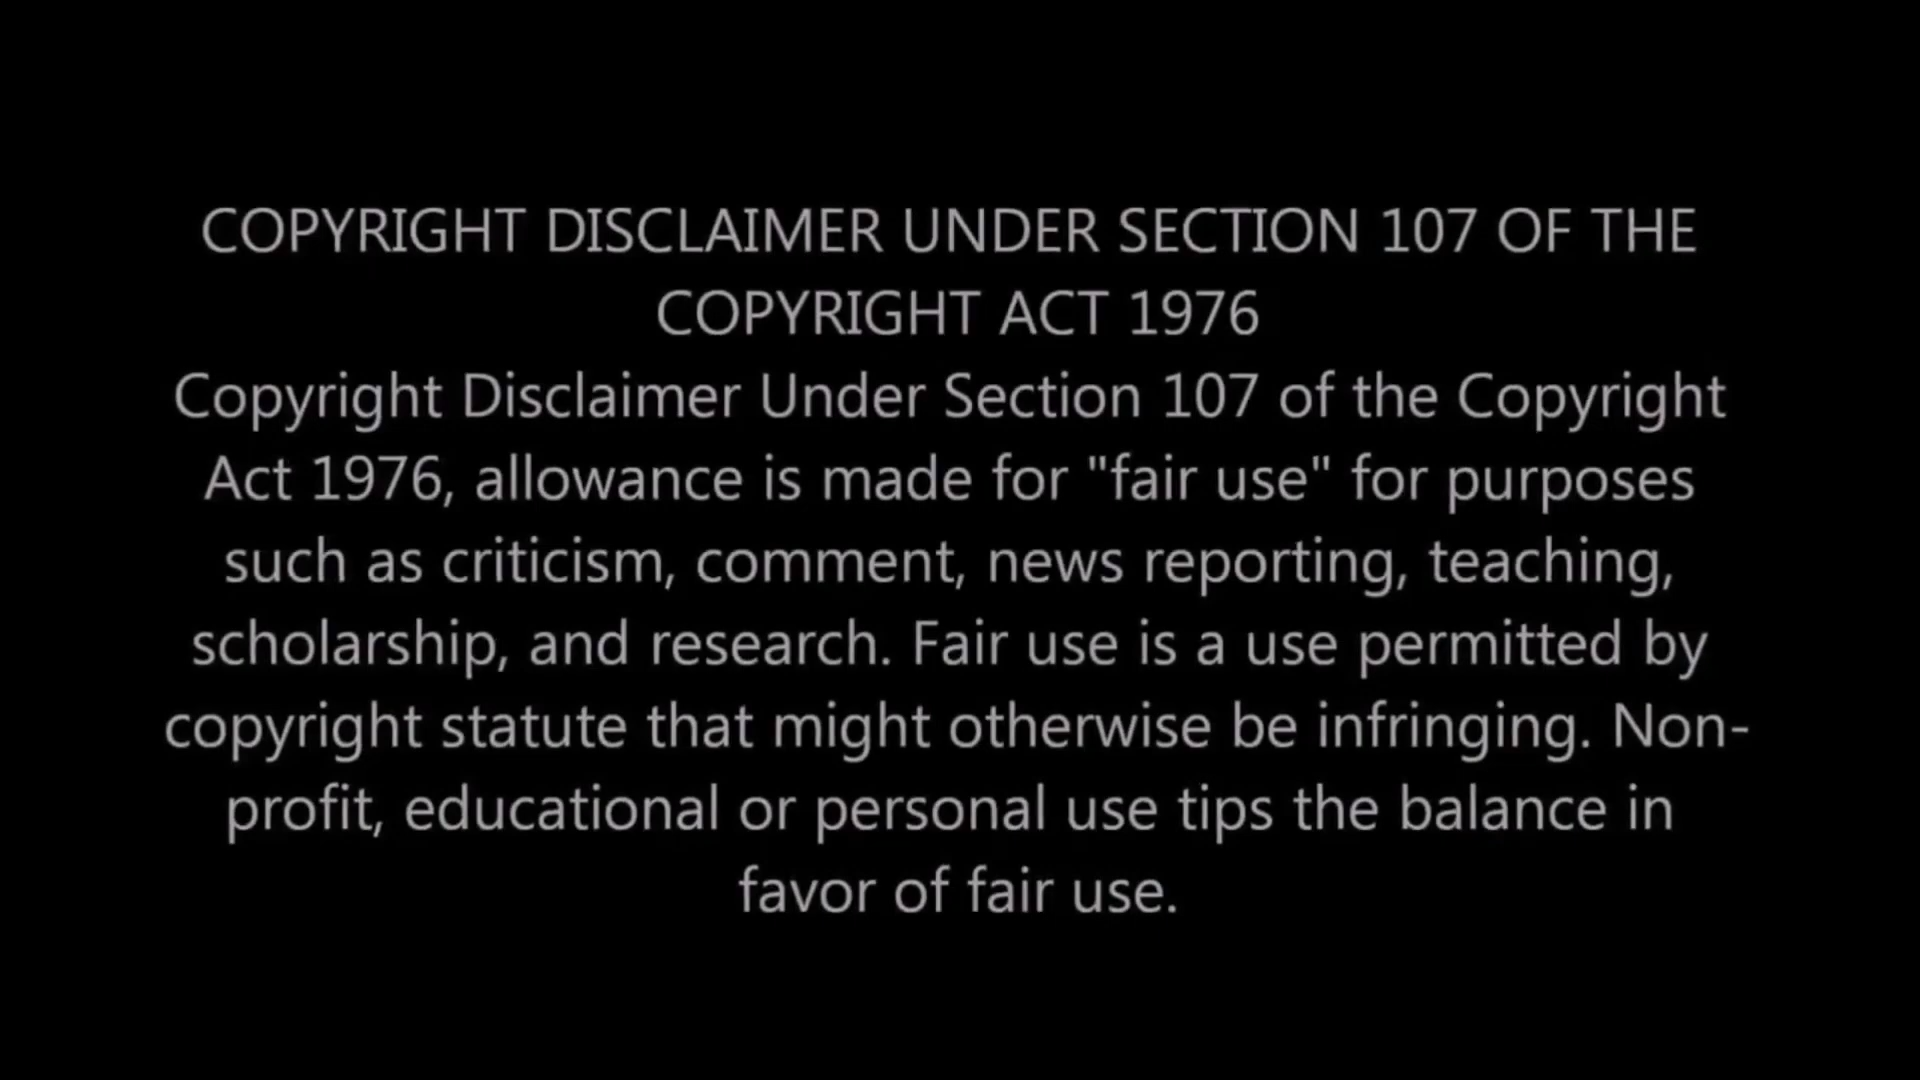 COPYRIGHT DISCLAIMER UNDER SECTION 107 OF THE
COPYRIGHT ACT 1976
Copyright Disclaimer Under Section 107 of the Copyright
Act 1976, allowance is made for "fair use" for purposes
such as criticism, comment, news reporting, teaching,
scholarship, and research. Fair use is a use permitted by
copyright statute that might otherwise be infringing. Non-
profit, educational or personal use tips the balance in
favor of fair use.